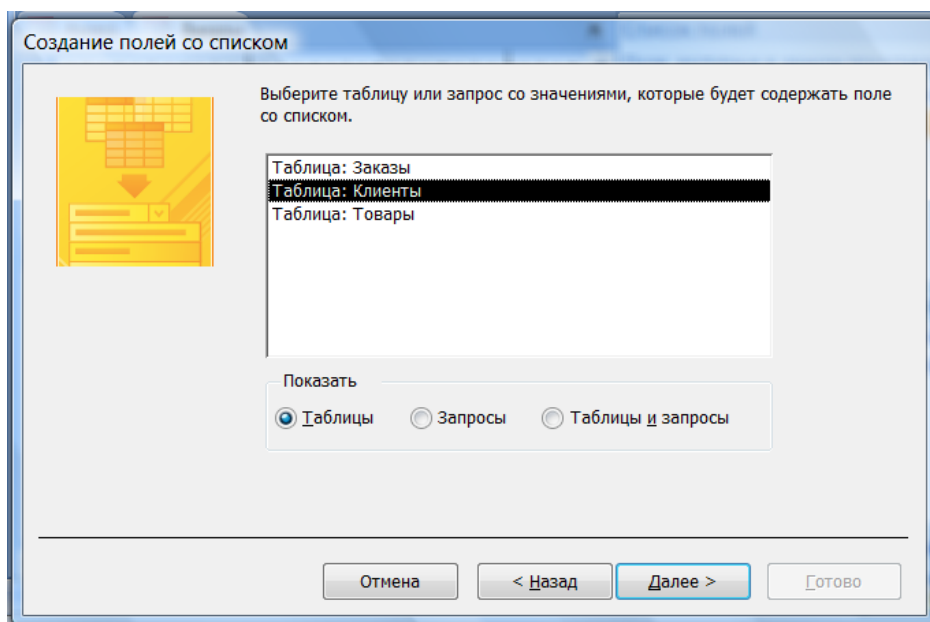 Создание полей со списком
Выберите таблицу или запрос со значениями, которые будет содержать поле
со списком.
Таблица: Заказы
Таблица: Клиенты
Таблица: Товары
Показать
Таблицы
Запросы
Таблицы и запросы
Отмена
< Назад
Далее >
Готово